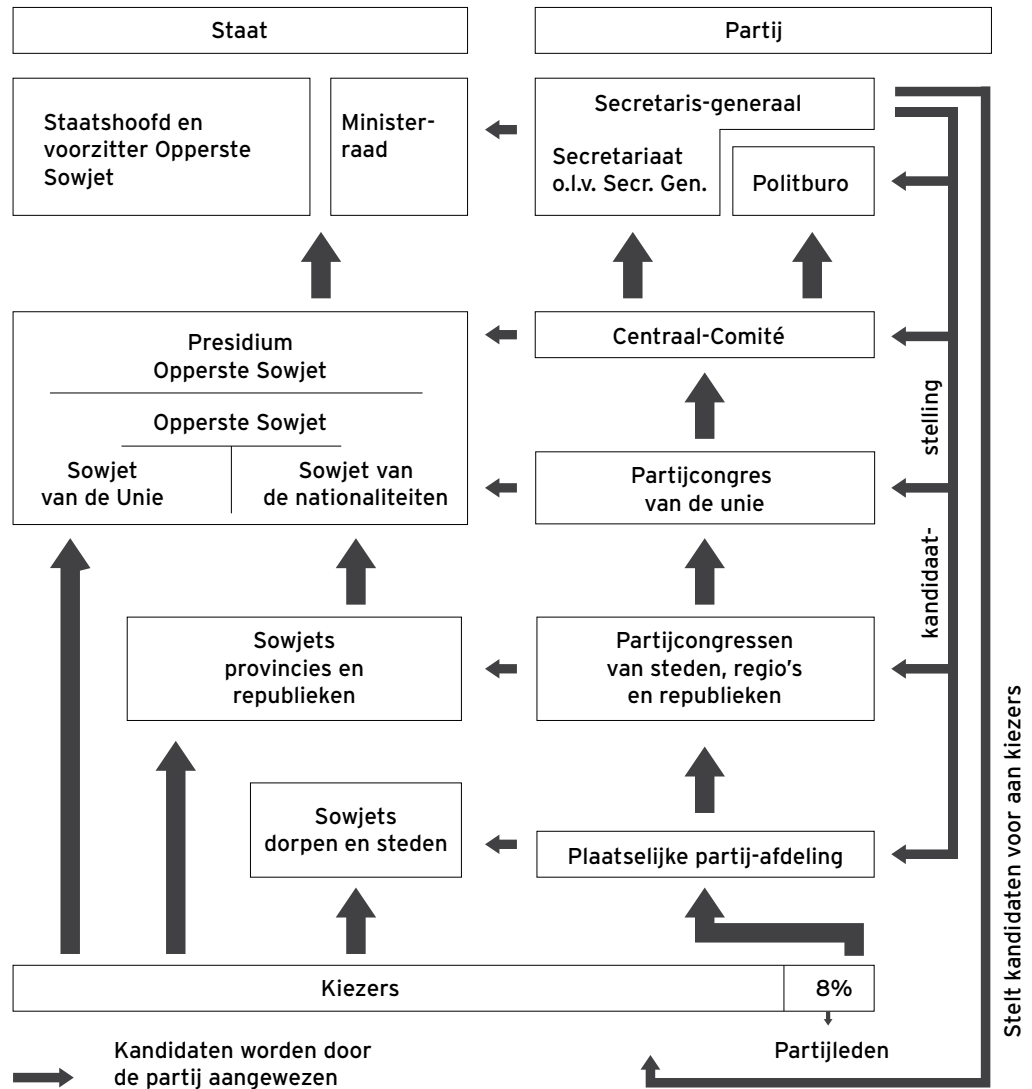 Staat
Partij
Staatshoofd en
voorzitter Opperste
Sowjet
Minister-
raad
Secretaris-generaal
Secretariaat
o.l.v. Secr. Gen.
Politburo
Presidium
Opperste Sowjet
Opperste Sowjet
Sowjet
van de Unie
Sowjet van
de nationaliteiten
Centraal-Comité
Partijcongres
van de unie
Sowjets
provincies en
republieken
Partijcongressen
van steden, regio's
en republieken
Sowjets
dorpen en steden
Plaatselijke partij-afdeling
kandidaat-
stelling
Stelt kandidaten voor aan kiezers
Kiezers
8%
Partijleden
Kandidaten worden door
de partij aangewezen